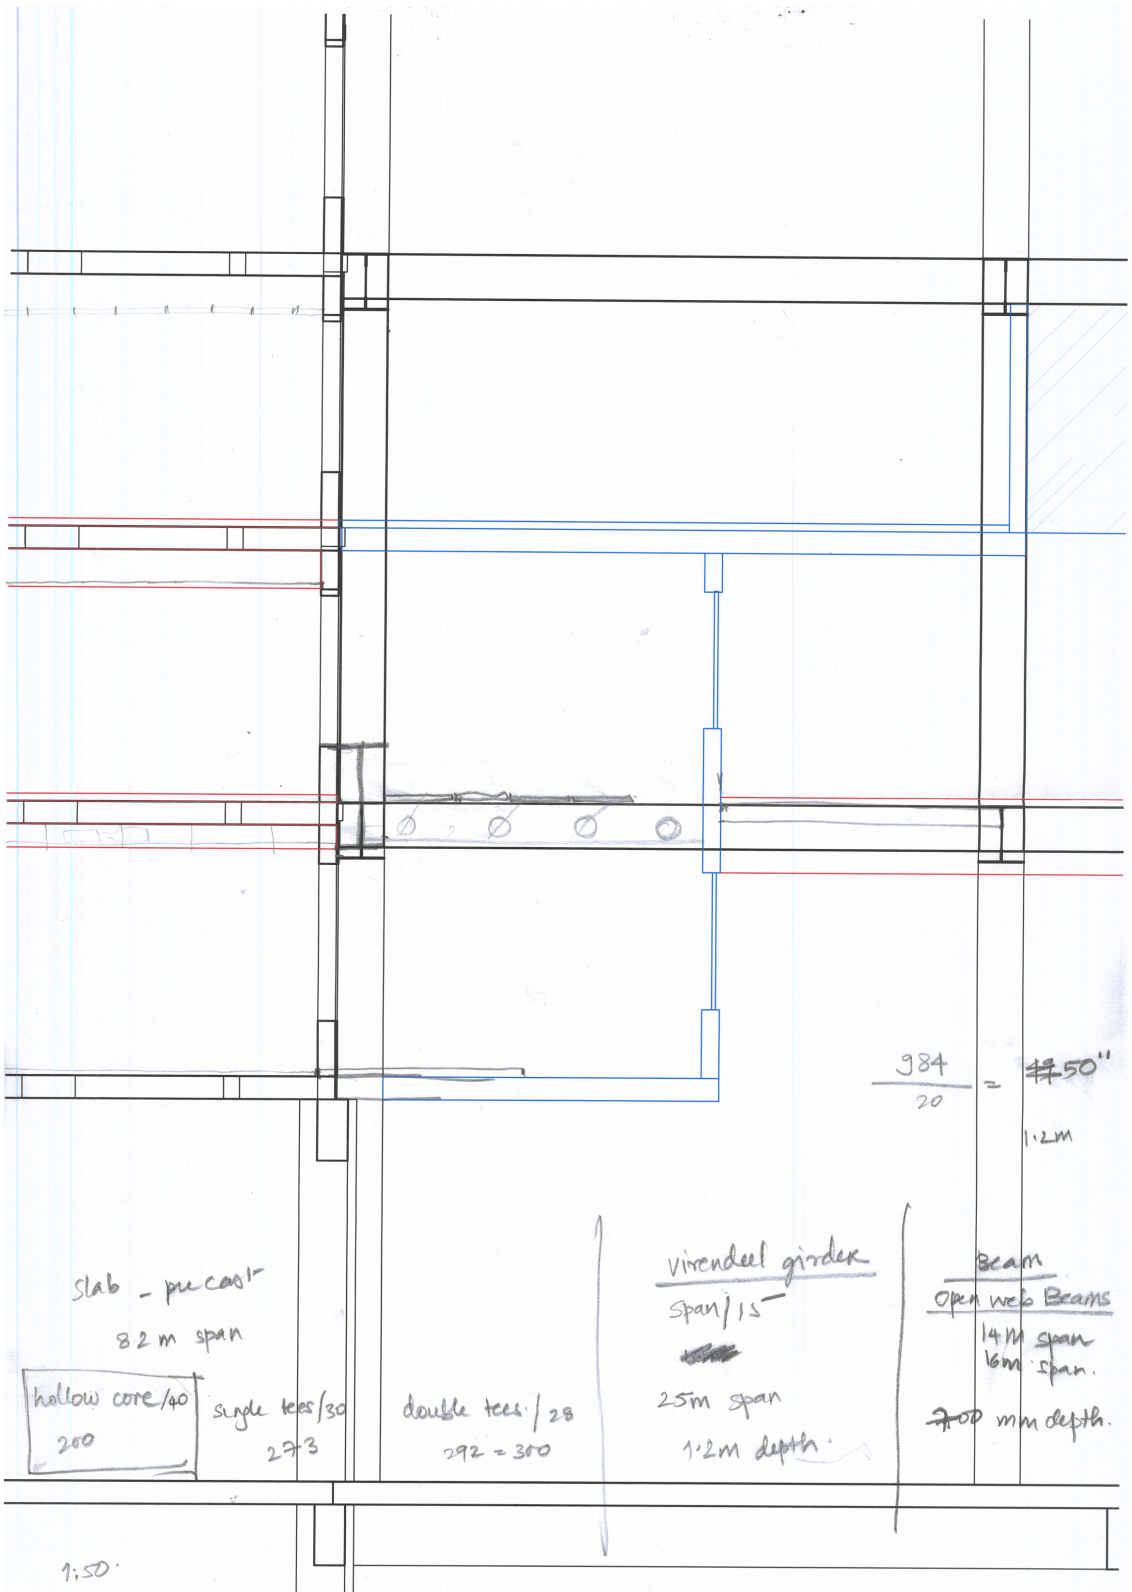 984
20
= 50"
1.2m
slab - precast
8.2m span
hollow core/40
200
single tees/30
273
double tees/28
292 = 300
virendeel girder
span/15
25m span
1.2m depth.
Beam
Open web Beams
14m span
16m span.
700 mm depth.
1:50.